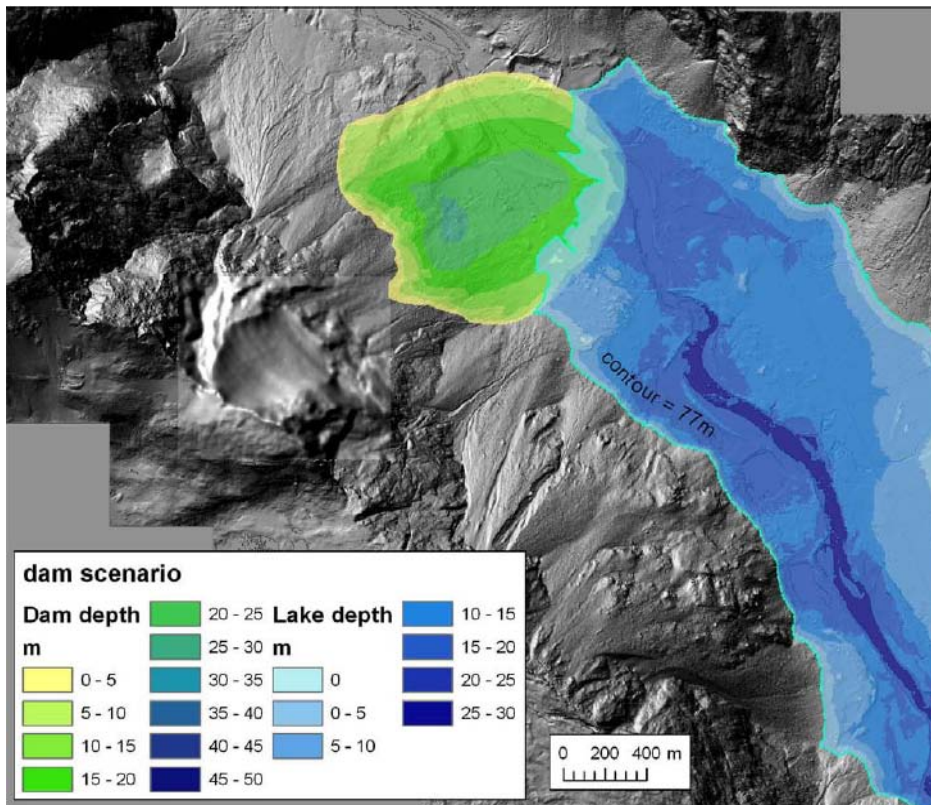 contour = 77m
dam scenario
Dam depth
m
0 - 5
5 - 10
10 - 15
15 - 20
20 - 25
25 - 30
30 - 35
35 - 40
40 - 45
45 - 50
Lake depth
m
0
0 - 5
5 - 10
10 - 15
15 - 20
20 - 25
25 - 30
0 200 400 m